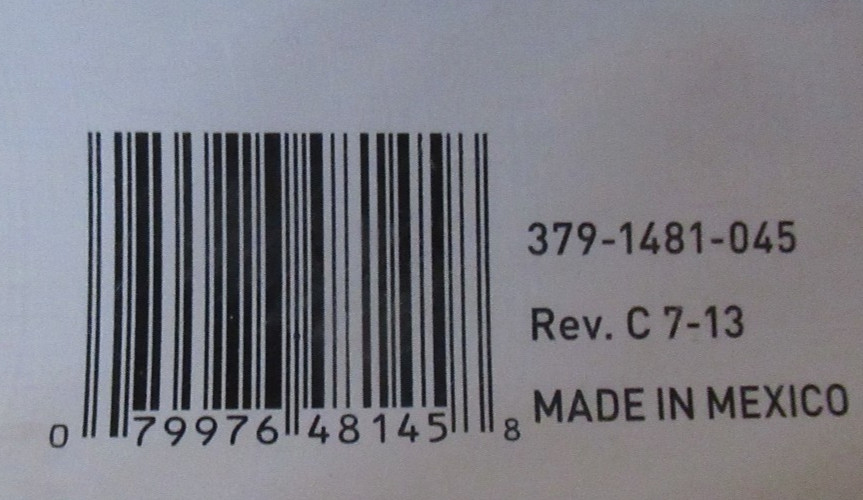 0 79976 48145 8
379-1481-045
Rev. C 7-13
MADE IN MEXICO